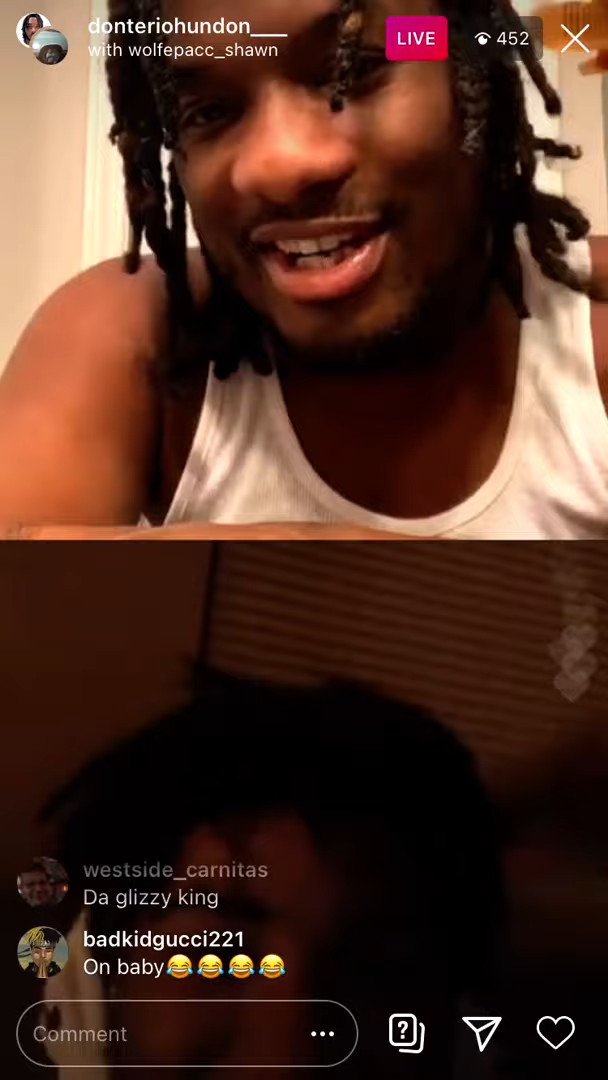 donteriohundon___
with wolfepacc_shawn
LIVE
452
westside_carnitas
Da glizzy king
badkidgucci221
On baby😂😂😂😂
Comment